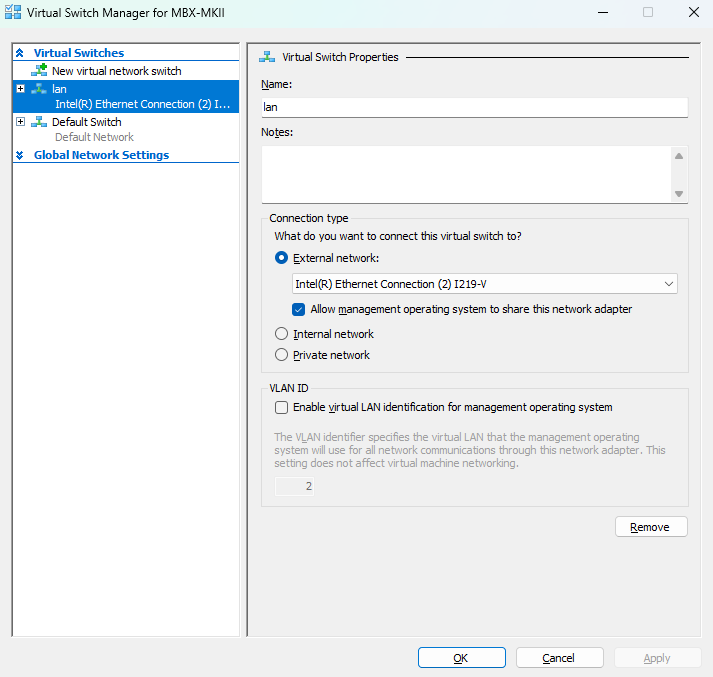 Virtual Switch Manager for MBX-MKII
Virtual Switches
New virtual network switch
lan
Intel(R) Ethernet Connection (2) I...
Default Switch
Default Network
Global Network Settings
Virtual Switch Properties
Name:
lan
Notes:
Connection type
What do you want to connect this virtual switch to?
External network:
Intel(R) Ethernet Connection (2) I219-V
Allow management operating system to share this network adapter
Internal network
Private network
VLAN ID
Enable virtual LAN identification for management operating system
The VLAN identifier specifies the virtual LAN that the management operating
system will use for all network communications through this network adapter. This
setting does not affect virtual machine networking.
2
Remove
OK
Cancel
Apply